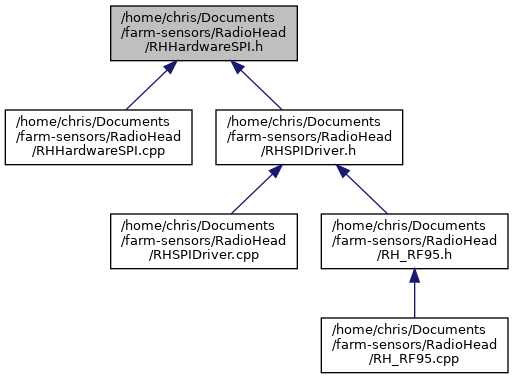 /home/chris/Documents
/farm-sensors/RadioHead
/RHHardwareSPI.h
/home/chris/Documents
/farm-sensors/RadioHead
/RHHardwareSPI.cpp
/home/chris/Documents
/farm-sensors/RadioHead
/RHSPIDriver.h
/home/chris/Documents
/farm-sensors/RadioHead
/RHSPIDriver.cpp
/home/chris/Documents
/farm-sensors/RadioHead
/RH_RF95.h
/home/chris/Documents
/farm-sensors/RadioHead
/RH_RF95.cpp